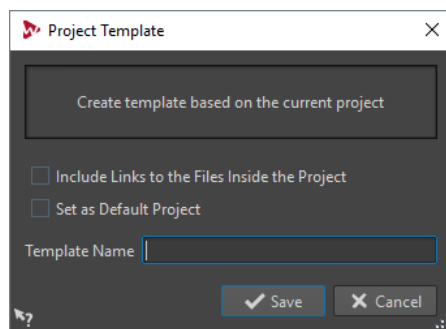 Project Template
Create template based on the current project
Include Links to the Files Inside the Project
Set as Default Project
Template Name
Save Cancel
?